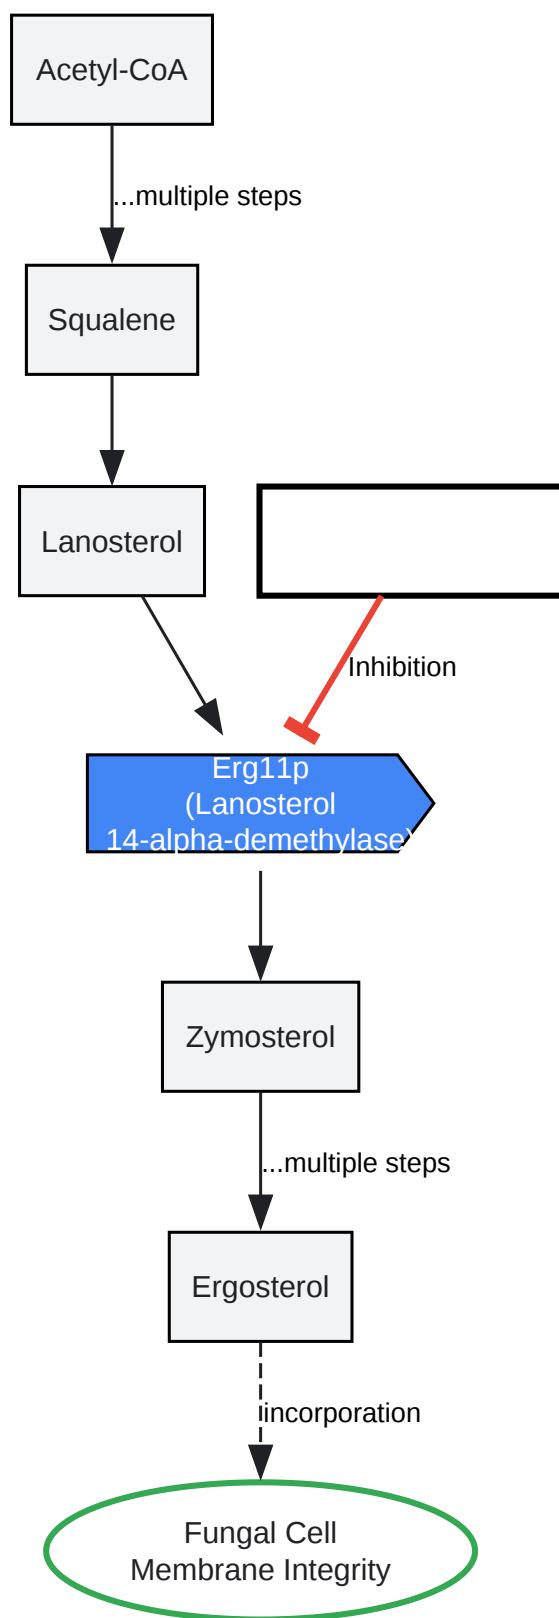 Acetyl-CoA
...multiple steps
Squalene
Lanosterol
Inhibition
Erg11p
(Lanosterol
14-alpha-demethylase)
Zymosterol
...multiple steps
Ergosterol
incorporation
Fungal Cell
Membrane Integrity